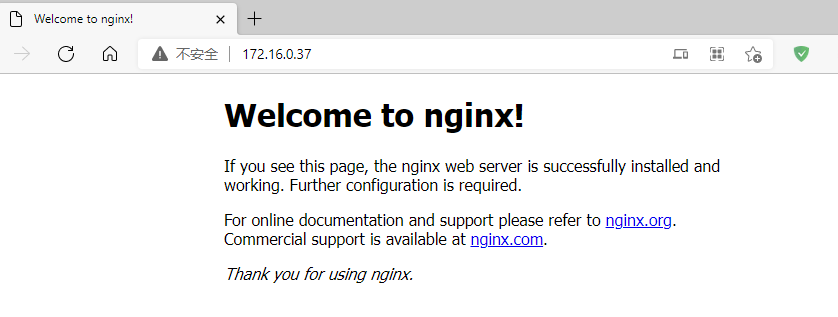 Welcome to nginx!
不安全 172.16.0.37
Welcome to nginx!
If you see this page, the nginx web server is successfully installed and
working. Further configuration is required.
For online documentation and support please refer to nginx.org.
Commercial support is available at nginx.com.
Thank you for using nginx.